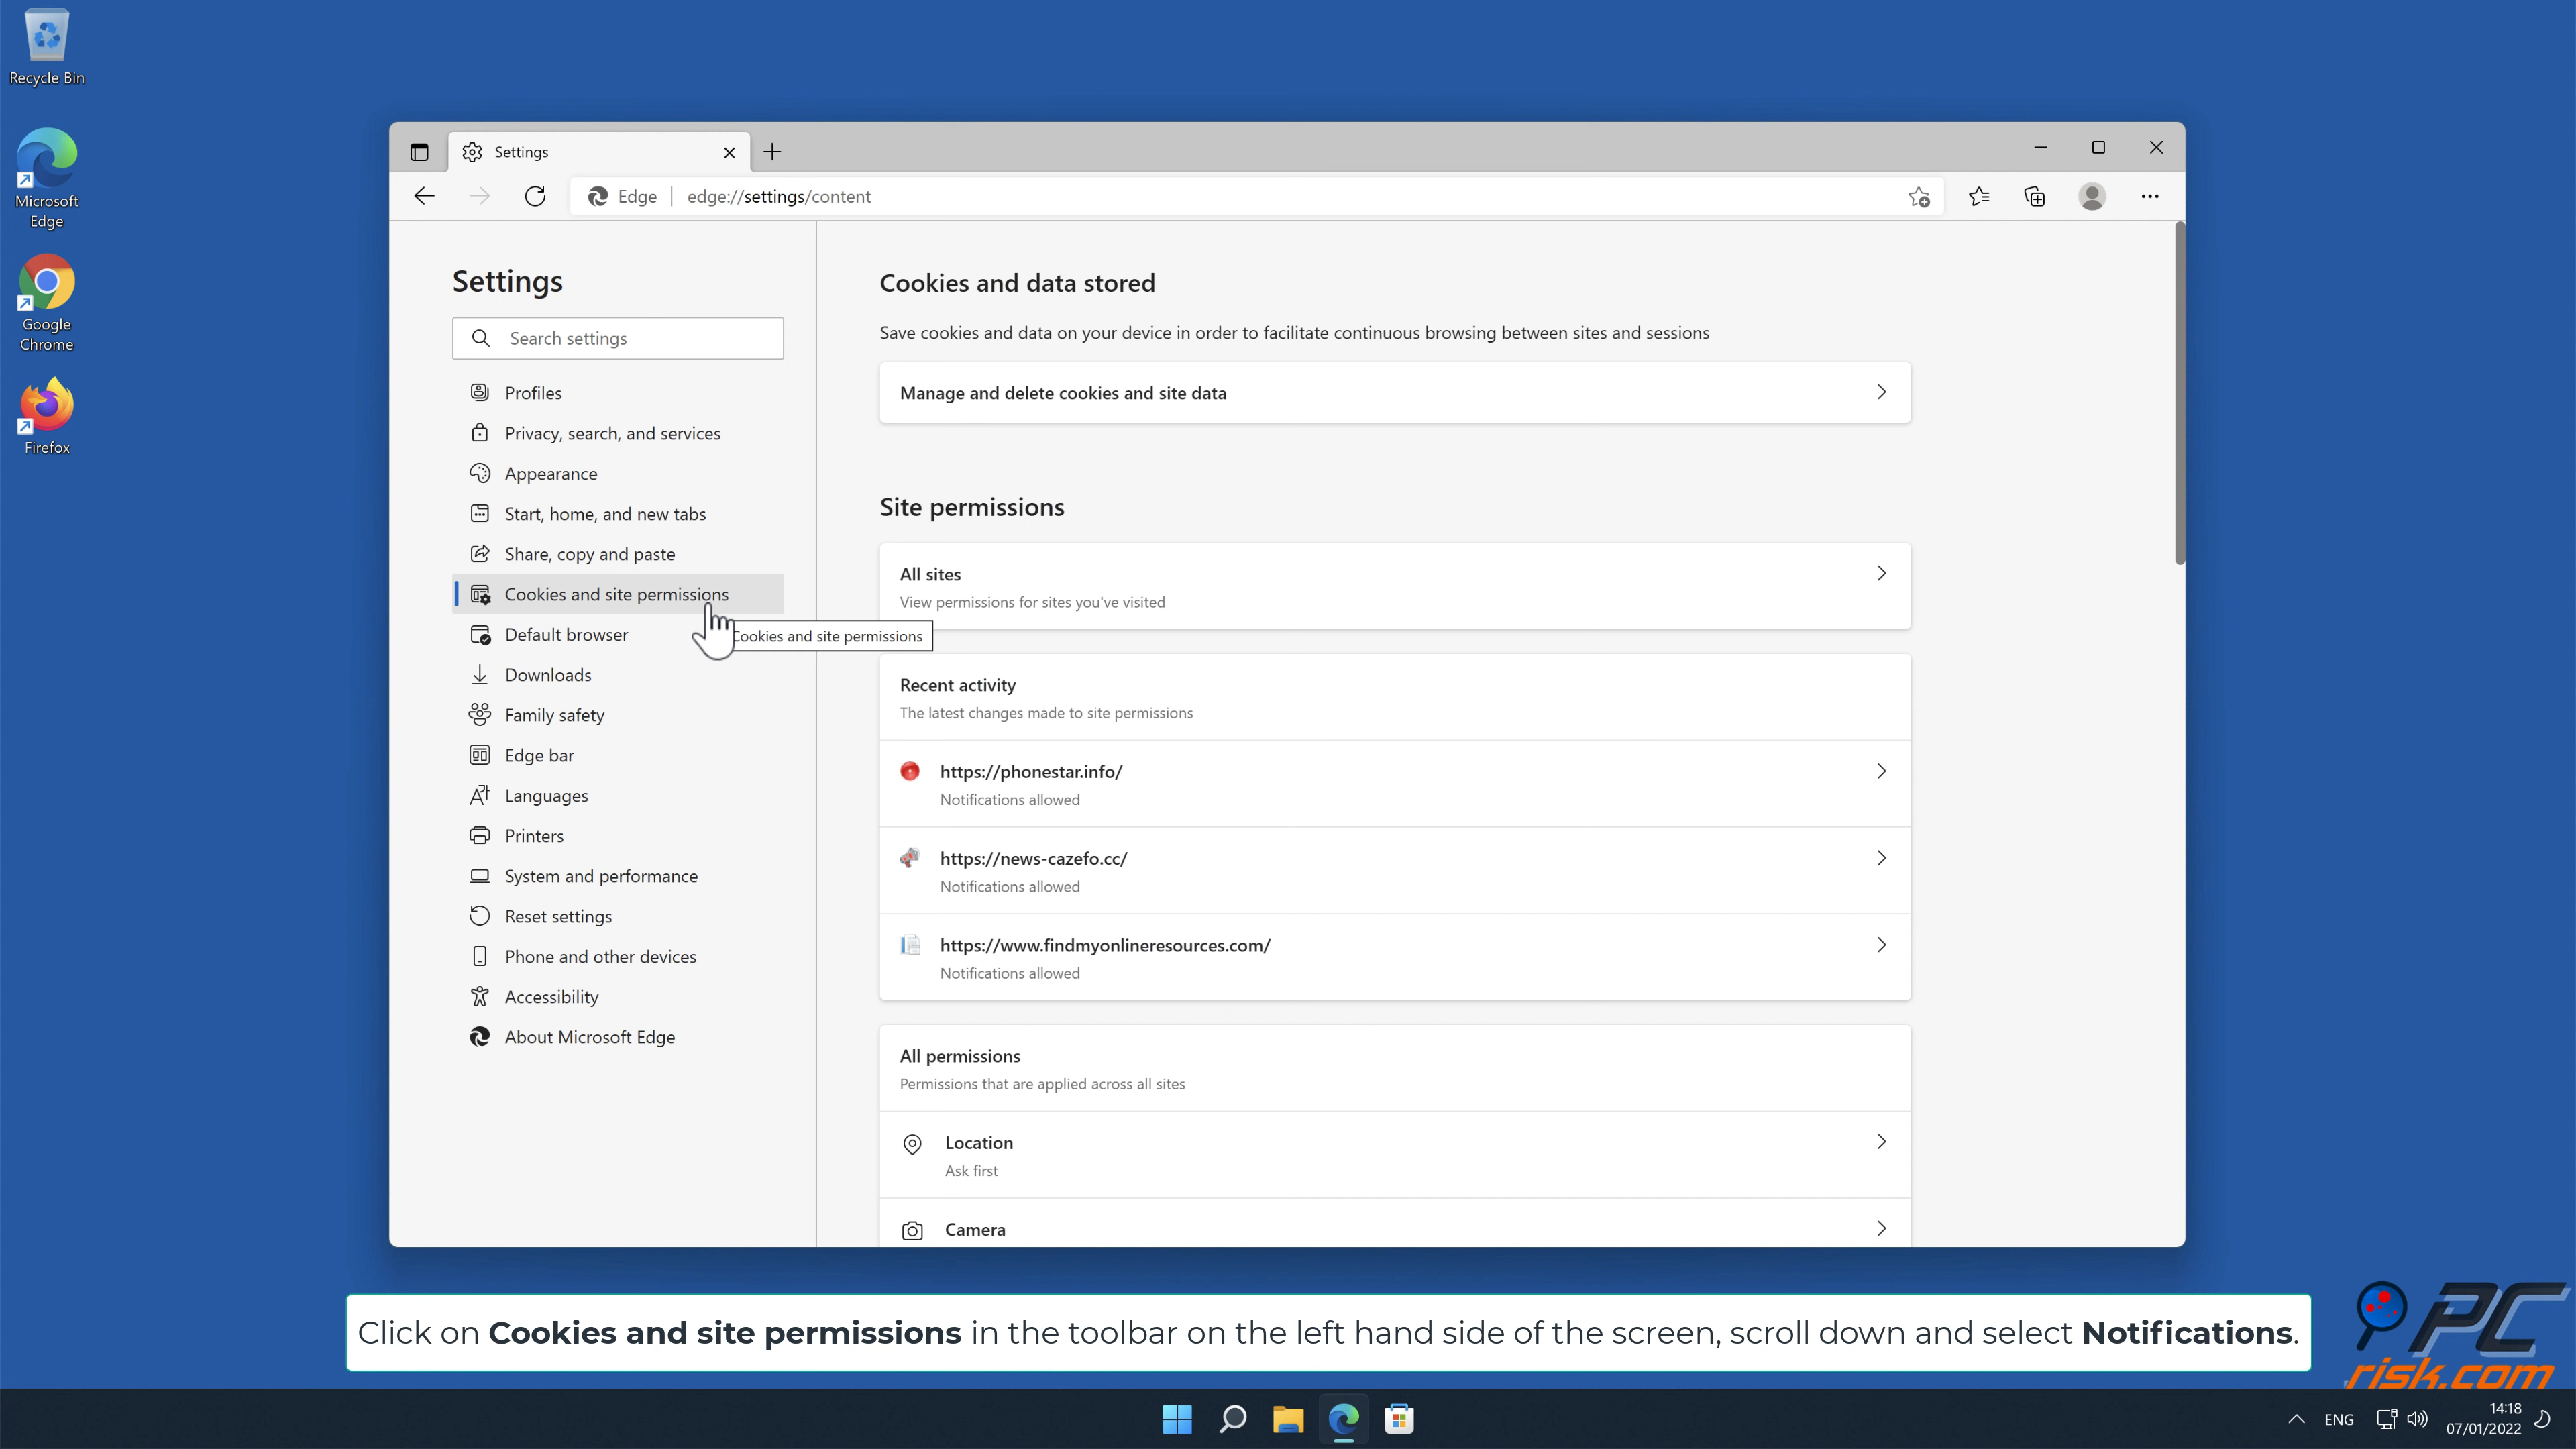 Recycle Bin
Microsoft
Edge
Google
Chrome
Firefox
Settings
Edge | edge://settings/content
Settings
Search settings
Profiles
Privacy, search, and services
Appearance
Start, home, and new tabs
Share, copy and paste
Cookies and site permissions
Cookies and site permissions
Default browser
Downloads
Family safety
Edge bar
Languages
Printers
System and performance
Reset settings
Phone and other devices
Accessibility
About Microsoft Edge
Cookies and data stored
Save cookies and data on your device in order to facilitate continuous browsing between sites and sessions
Manage and delete cookies and site data
Site permissions
All sites
View permissions for sites you've visited
Recent activity
The latest changes made to site permissions
https://phonestar.info/
Notifications allowed
https://news-cazefo.cc/
Notifications allowed
https://www.findmyonlineresources.com/
Notifications allowed
All permissions
Permissions that are applied across all sites
Location
Ask first
Camera
Click on Cookies and site permissions in the toolbar on the left hand side of the screen, scroll down and select Notifications.
PC
risk.com
ENG
14:18
07/01/2022